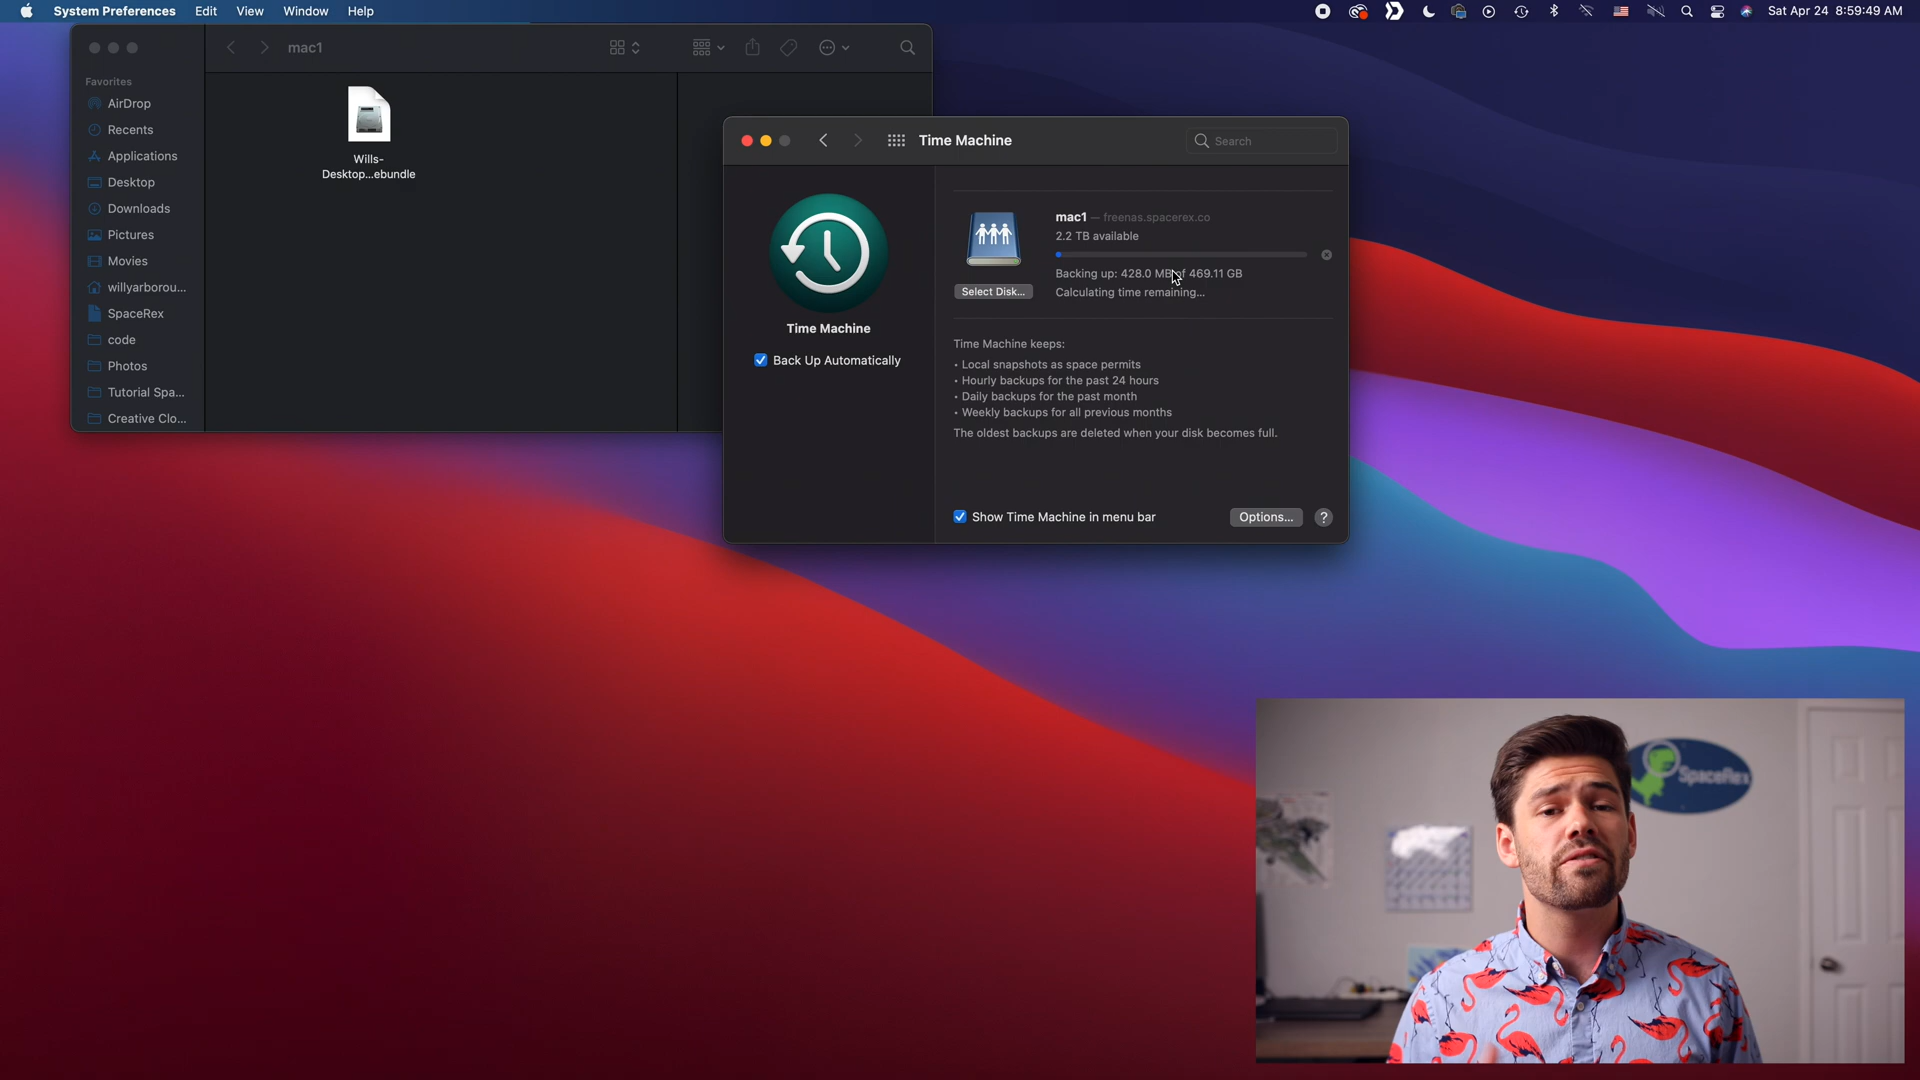 System Preferences Edit View Window Help
Sat Apr 24 8:59:49 AM
mac1
Favorites
AirDrop
Recents
Applications
Desktop
Downloads
Pictures
Movies
willyarborou...
SpaceRex
code
Photos
Tutorial Spa...
Creative Clo...
Wills-
Desktop...ebundle
Time Machine
Search
Time Machine
Back Up Automatically
mac1 — freenas.spacerex.co
2.2 TB available
Backing up: 428.0 MB of 469.11 GB
Calculating time remaining...
Select Disk...
Time Machine keeps:
• Local snapshots as space permits
• Hourly backups for the past 24 hours
• Daily backups for the past month
• Weekly backups for all previous months
The oldest backups are deleted when your disk becomes full.
Show Time Machine in menu bar
Options... ?
SpaceRex